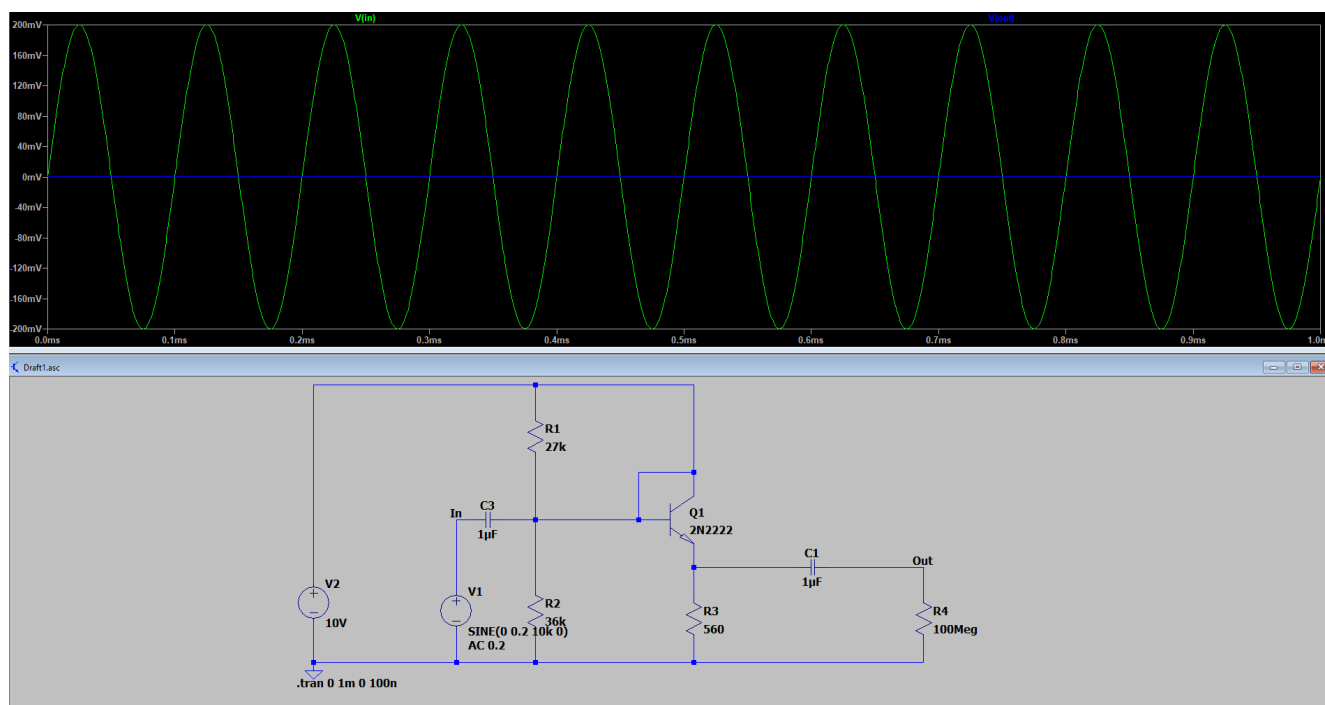 V(in) V(out)
200mV
160mV
120mV
80mV
40mV
0mV
-40mV
-80mV
-120mV
-160mV
-200mV
0.0ms 0.1ms 0.2ms 0.3ms 0.4ms 0.5ms 0.6ms 0.7ms 0.8ms 0.9ms 1.0m
Draft1.asc
R1
27k
In
C3
1µF
Q1
2N2222
C1
1µF
Out
V2
10V
V1
SINE(0 0.2 10k 0)
AC 0.2
R2
36k
R3
560
R4
100Meg
.tran 0 1m 0 100n